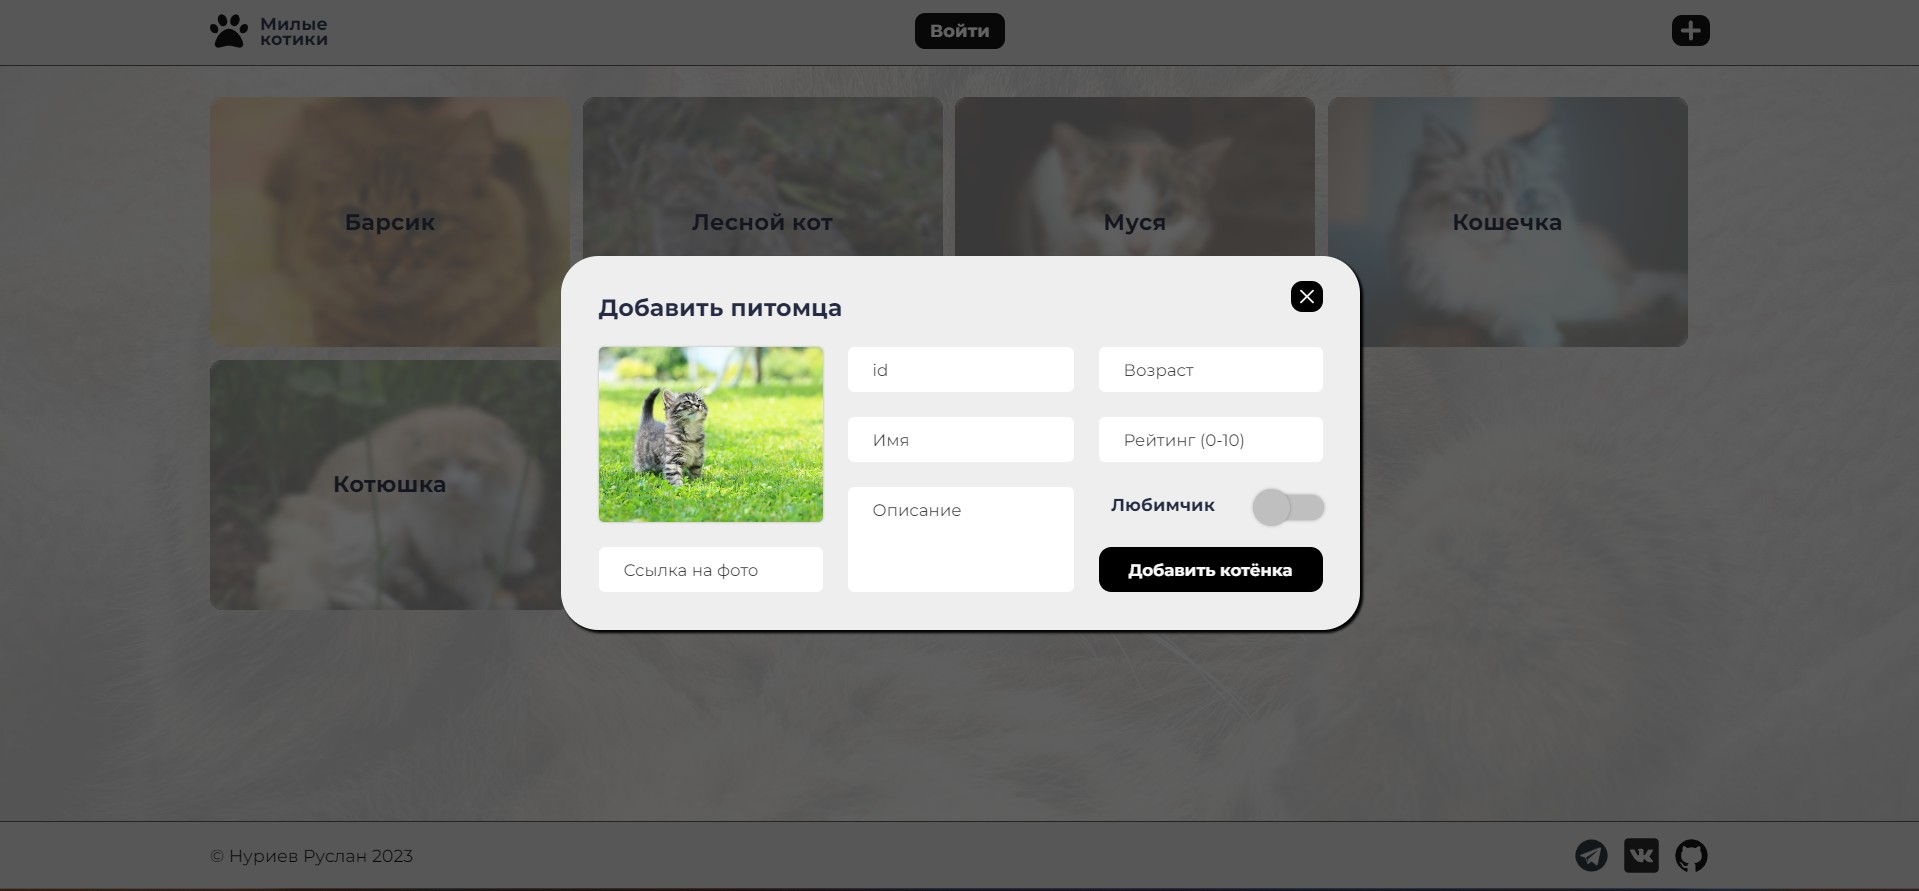 Милые
котики
Войти
Барсик
Лесной кот
Муся
Кошечка
Котюшка
Добавить питомца
id
Возраст
Имя
Рейтинг (0-10)
Описание
Любимчик
Ссылка на фото
Добавить котёнка
© Нуриев Руслан 2023